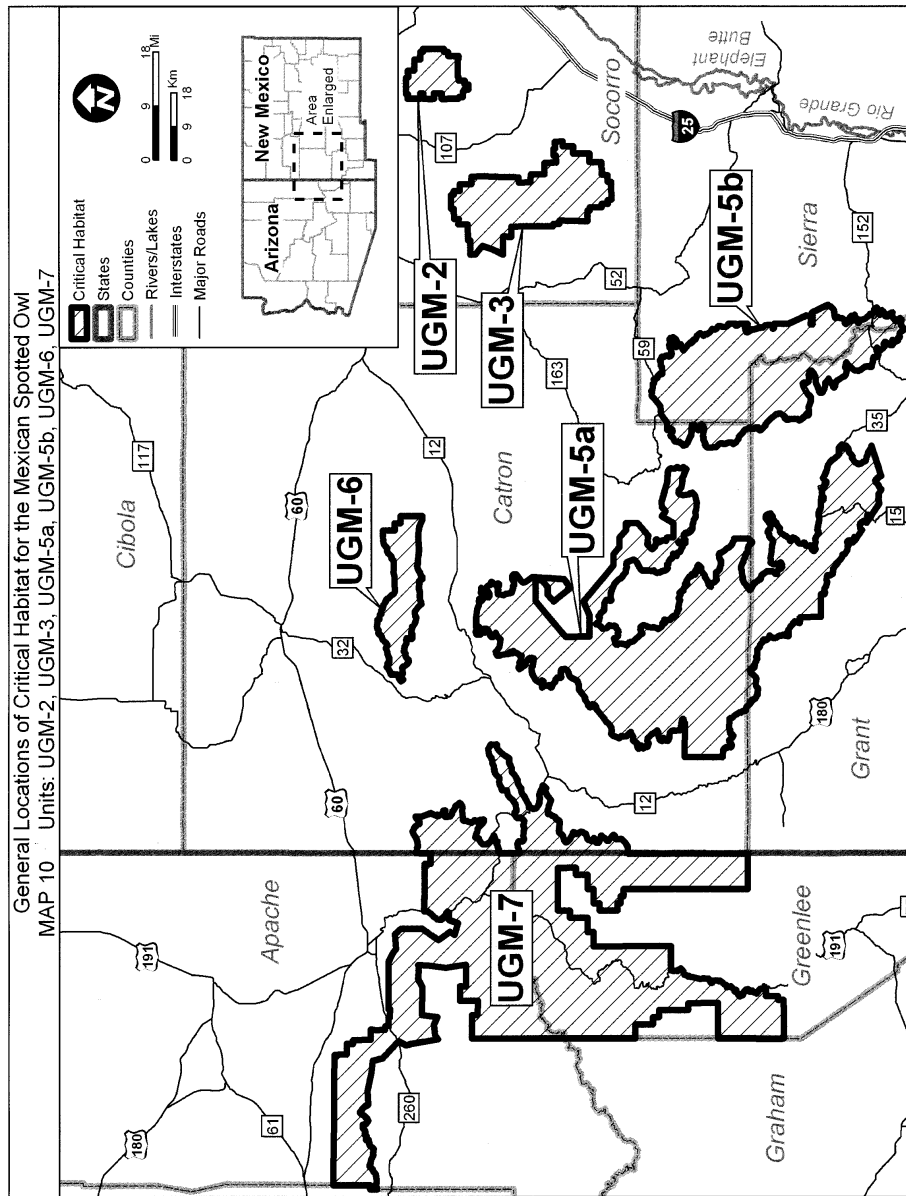 General Locations of Critical Habitat for the Mexican Spotted Owl
MAP 10 Units: UGM-2, UGM-3, UGM-5a, UGM-5b, UGM-6, UGM-7
Critical Habitat
States
Counties
Rivers/Lakes
Interstates
Major Roads
N
0 9 18
Mi
0 9 18
Km
Arizona
New Mexico
Area
Enlarged
Apache
Cibola
Catron
Socorro
Sierra
Grant
Greenlee
Graham
Elephant
Butte
Rio Grande
UGM-2
UGM-3
UGM-5a
UGM-5b
UGM-6
UGM-7
191
180
61
260
60
117
60
32
12
107
52
163
59
25
152
35
15
180
12
191